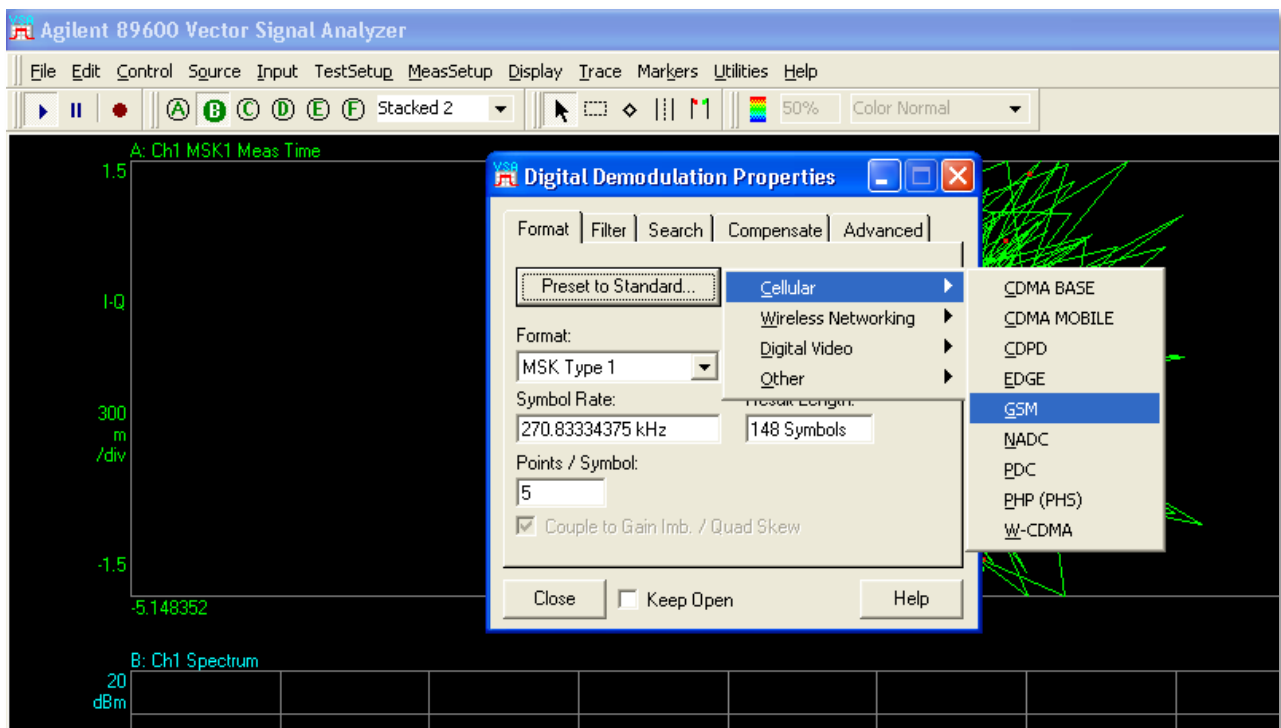 VSA Agilent 89600 Vector Signal Analyzer
File Edit Control Source Input TestSetup MeasSetup Display Trace Markers Utilities Help
A B C D E F Stacked 2 50% Color Normal
A: Ch1 MSK1 Meas Time
1.5
I-Q
300
m
/div
-1.5
-5.148352
VSA Digital Demodulation Properties
Format Filter Search Compensate Advanced
Preset to Standard...
Format:
MSK Type 1
Symbol Rate:
270.83334375 kHz
Result Length:
148 Symbols
Points / Symbol:
5
Couple to Gain Imb. / Quad Skew
Close Keep Open Help
Cellular
Wireless Networking
Digital Video
Other
CDMA BASE
CDMA MOBILE
CDPD
EDGE
GSM
NADC
PDC
PHP (PHS)
W-CDMA
B: Ch1 Spectrum
20
dBm